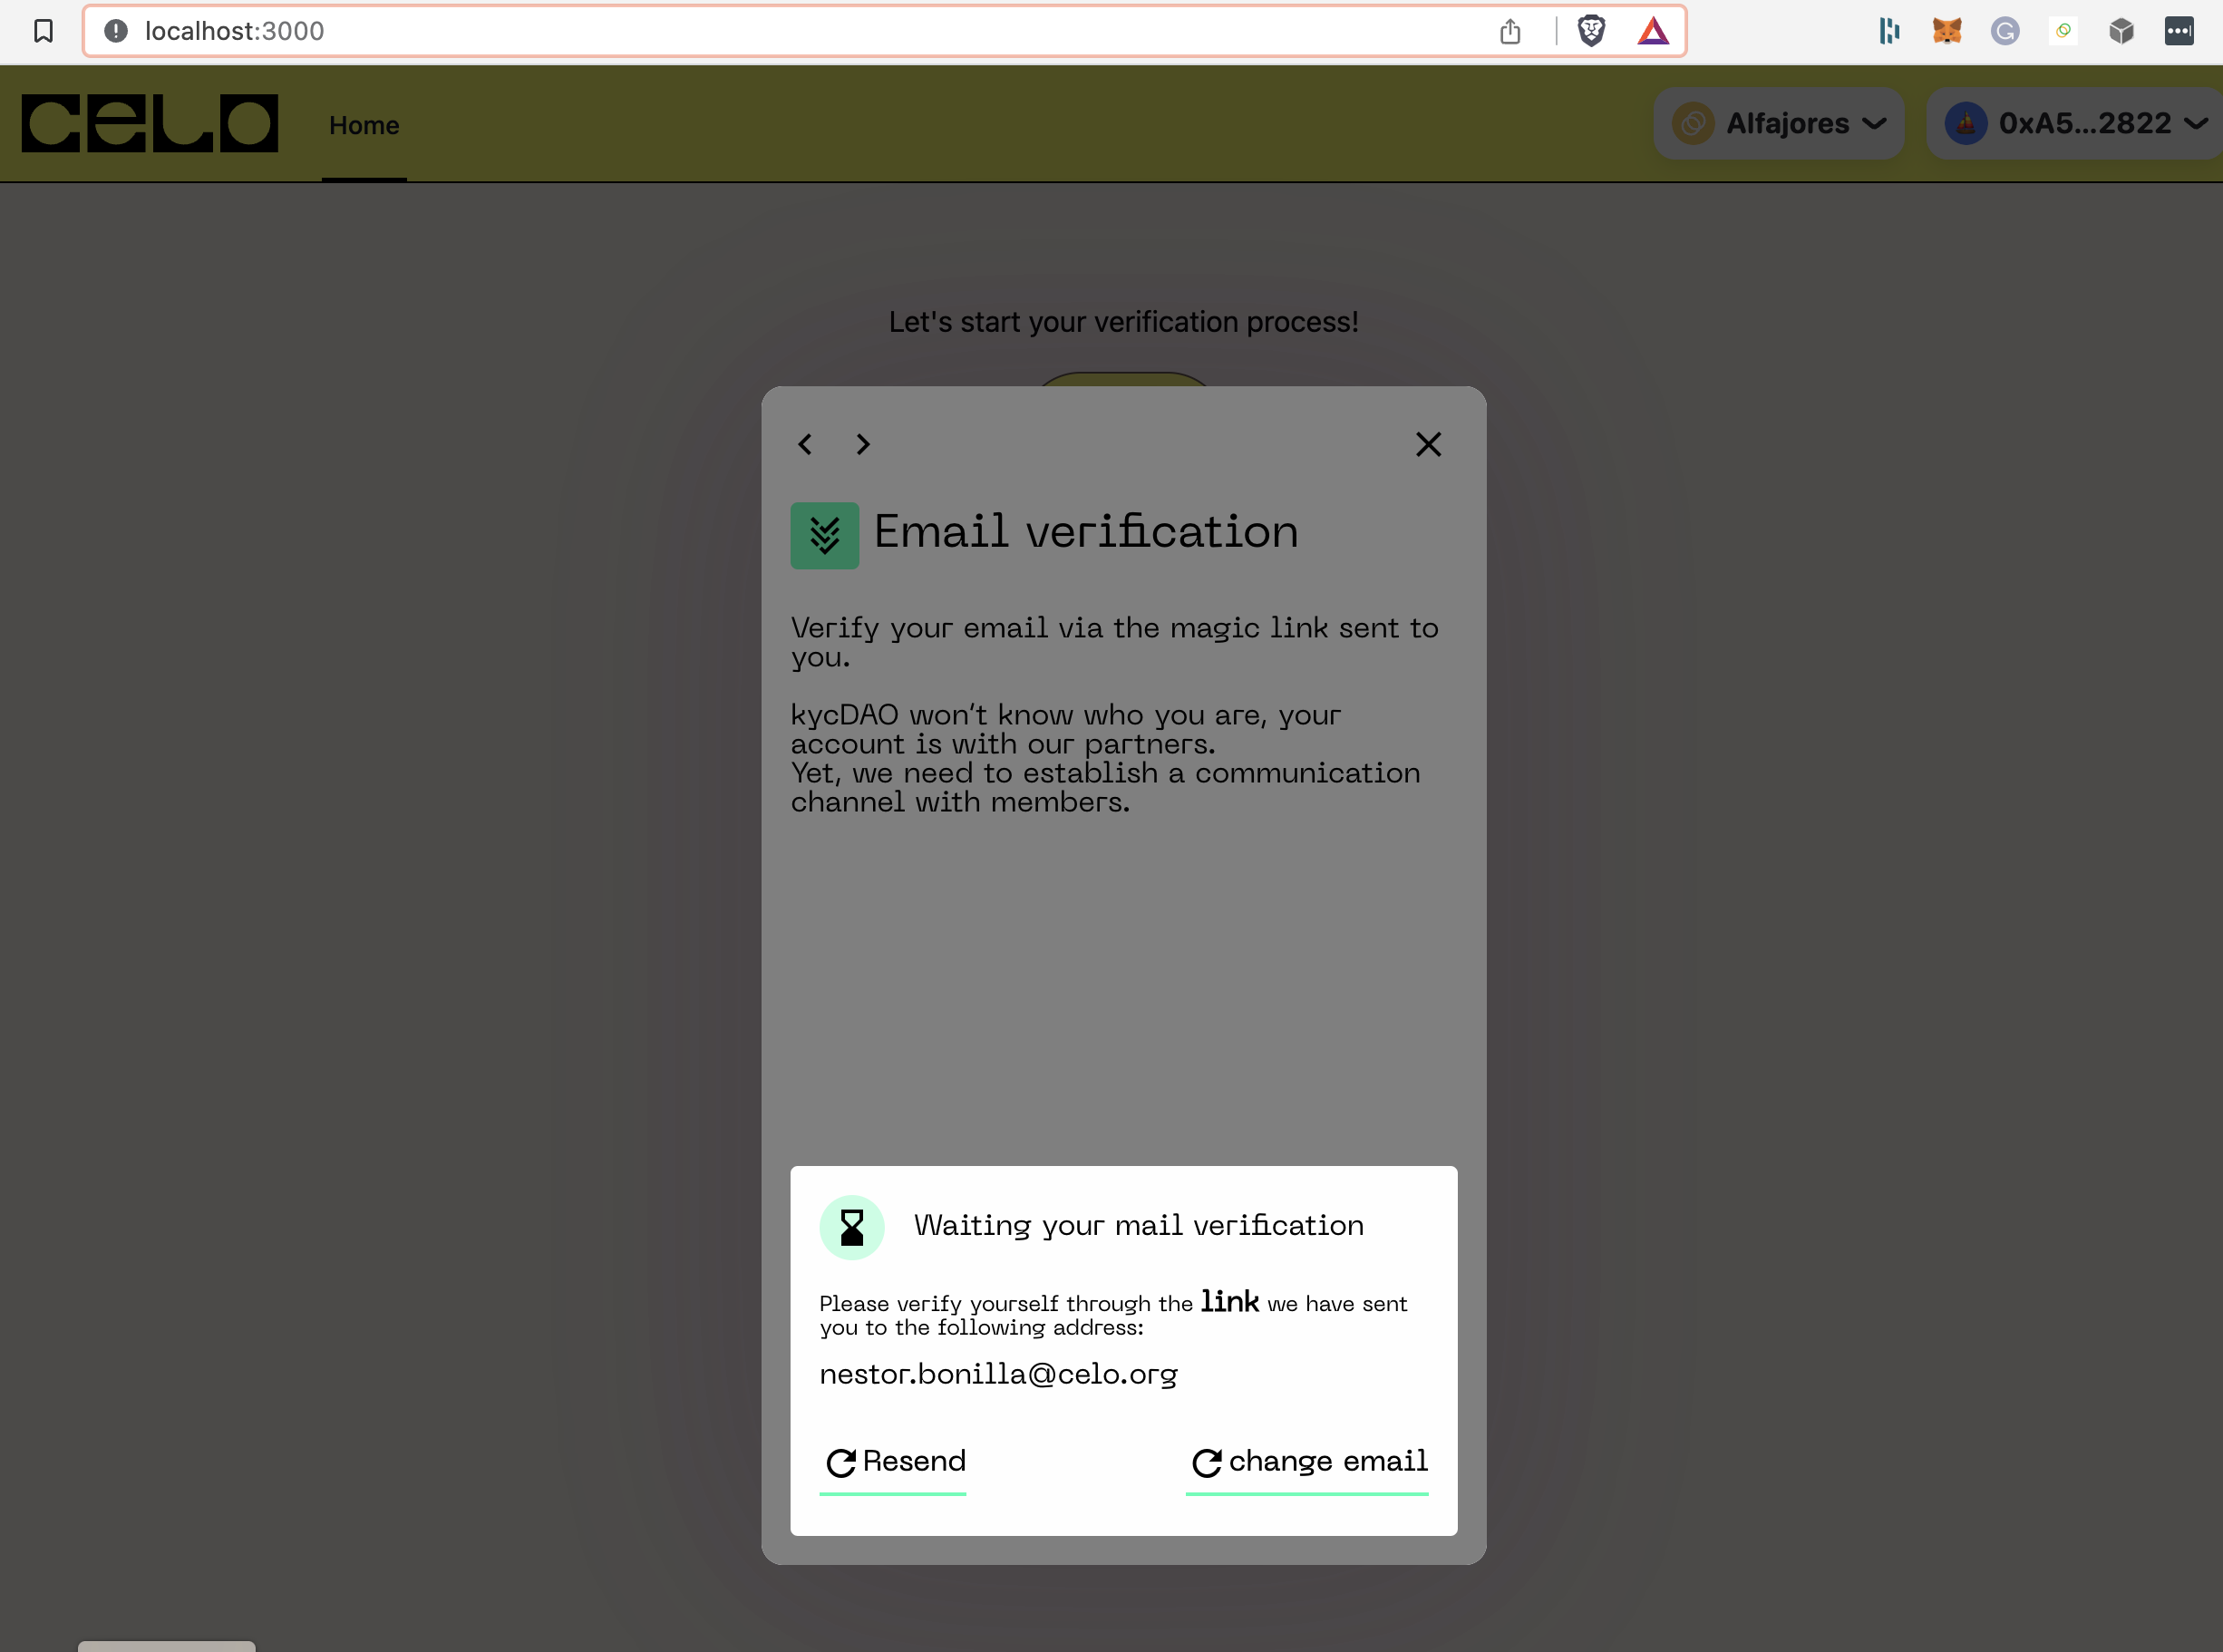 localhost:3000
CELO
Home
Alfajores
0xA5...2822
Let's start your verification process!
Email verification
Verify your email via the magic link sent to
you.
kycDAO won't know who you are, your
account is with our partners.
Yet, we need to establish a communication
channel with members.
Waiting your mail verification
Please verify yourself through the link we have sent
you to the following address:
nestor.bonilla@celo.org
Resend
change email